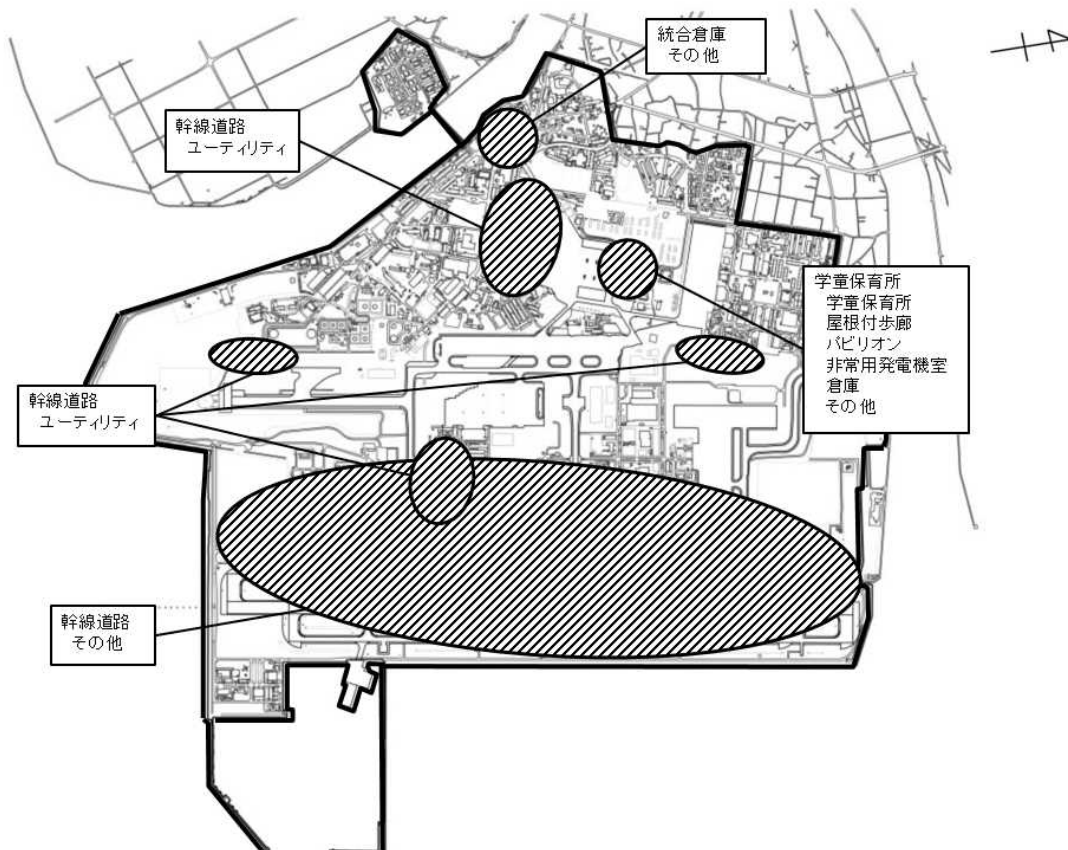 統合倉庫
その他
幹線道路
ユーティリティ
学童保育所
学童保育所
屋根付歩廊
パビリオン
非常用発電機室
倉庫
その他
幹線道路
ユーティリティ
幹線道路
その他